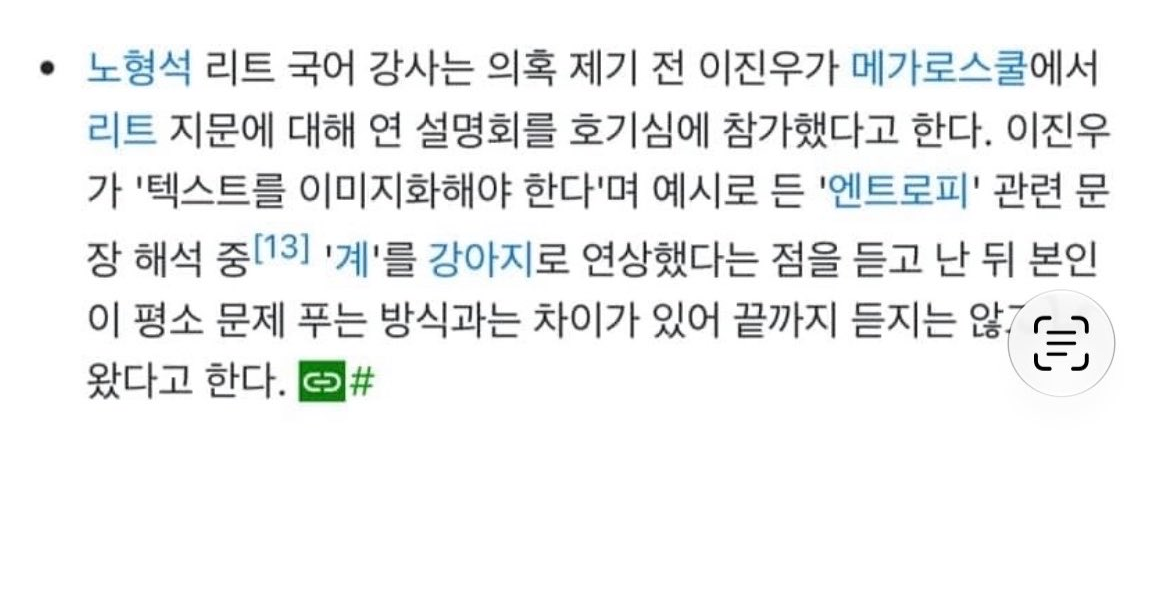 • 노형석 리트 국어 강사는 의혹 제기 전 이진우가 메가로스쿨에서
리트 지문에 대해 연 설명회를 호기심에 참가했다고 한다. 이진우
가 '텍스트를 이미지화해야 한다'며 예시로 든 '엔트로피' 관련 문
장 해석 중[13] '계'를 강아지로 연상했다는 점을 듣고 난 뒤 본인
이 평소 문제 푸는 방식과는 차이가 있어 끝까지 듣지는 않
왔다고 한다. #